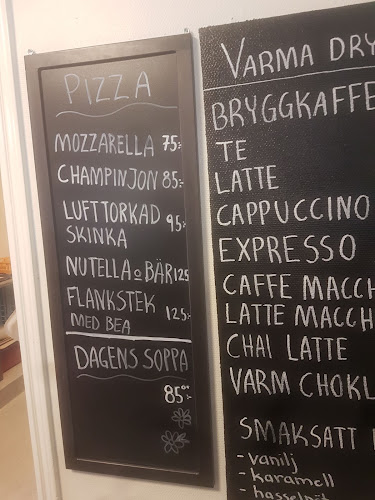 PIZZA
MOZZARELLA 75:-
CHAMPINJON 85:-
LUFTTORKAD 95:-
SKINKA
NUTELLA o BÄR 125
FLANKSTEK 125:-
MED BEA
DAGENS SOPPA
85:-
VARMA DRY
BRYGGKAFFE
TE
LATTE
CAPPUCCINO
EXPRESSO
CAFFE MACCH
LATTE MACCH
CHAI LATTE
VARM CHOKL
SMAKSATT
- vanilj
- karamell
- hasselnöt